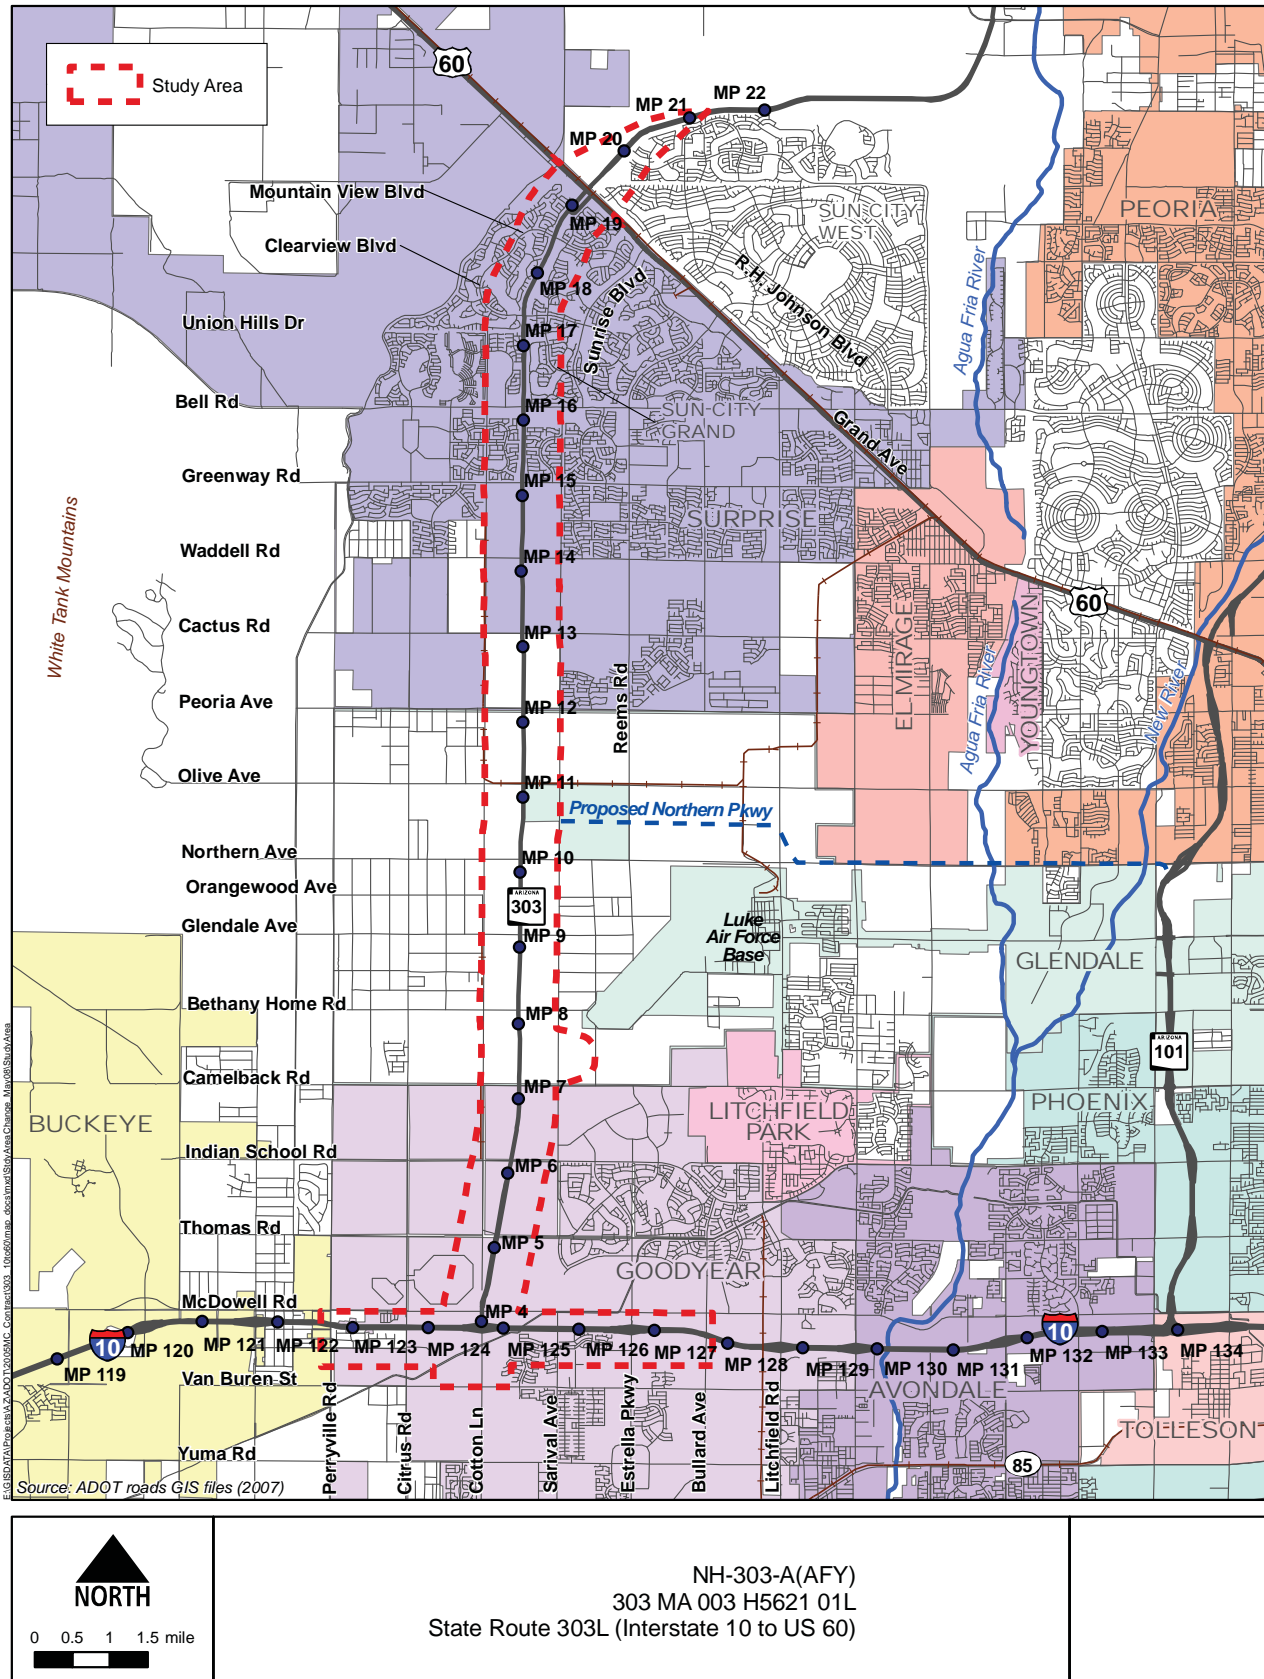 Study Area
60
MP 22
MP 21
MP 20
Mountain View Blvd
MP 19
SUN CITY
WEST
PEORIA
Clearview Blvd
MP 18
Sunrise Blvd
R.H. Johnson Blvd
Agua Fria River
Union Hills Dr
MP 17
Bell Rd
MP 16
SUN CITY
GRAND
Grand Ave
Greenway Rd
MP 15
SURPRISE
White Tank Mountains
Waddell Rd
MP 14
60
Cactus Rd
MP 13
EL MIRAGE
YOUNGTOWN
Agua Fria River
New River
Peoria Ave
MP 12
Reems Rd
Olive Ave
MP 11
Proposed Northern Pkwy
Northern Ave
MP 10
Orangewood Ave
ARIZONA
303
Glendale Ave
MP 9
Luke
Air Force
Base
GLENDALE
Bethany Home Rd
MP 8
ARIZONA
101
Camelback Rd
MP 7
BUCKEYE
LITCHFIELD
PARK
PHOENIX
Indian School Rd
MP 6
Thomas Rd
MP 5
GOODYEAR
McDowell Rd
MP 4
10
10
MP 119
MP 120
MP 121
MP 122
MP 123
MP 124
MP 125
MP 126
MP 127
MP 128
MP 129
MP 130
MP 131
MP 132
MP 133
MP 134
Van Buren St
AVONDALE
Perryville Rd
Citrus Rd
Cotton Ln
Sarival Ave
Estrella Pkwy
Bullard Ave
Litchfield Rd
TOLLESON
Yuma Rd
85
Source: ADOT roads GIS files (2007)
NORTH
0 0.5 1 1.5 mile
NH-303-A(AFY)
303 MA 003 H5621 01L
State Route 303L (Interstate 10 to US 60)